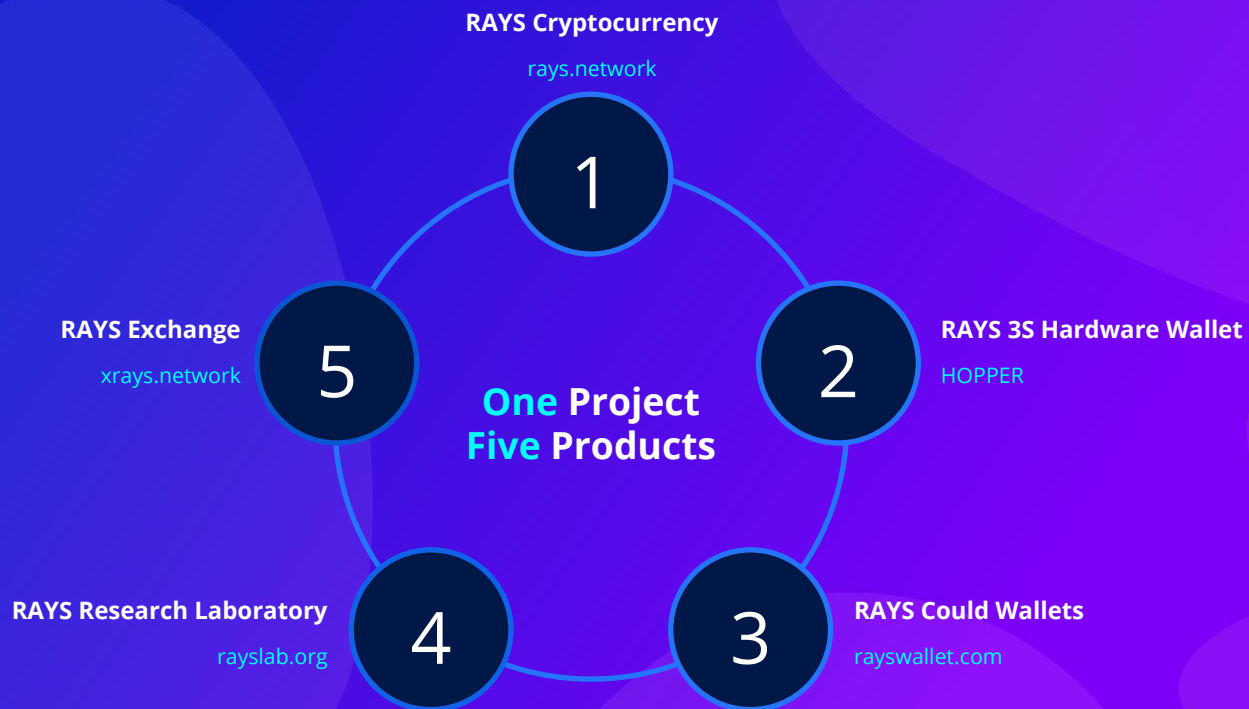 RAYS Cryptocurrency
rays.network
1
RAYS Exchange
xrays.network
5
2
RAYS 3S Hardware Wallet
HOPPER
One Project
Five Products
RAYS Research Laboratory
rayslab.org
4
3
RAYS Could Wallets
rayswallet.com